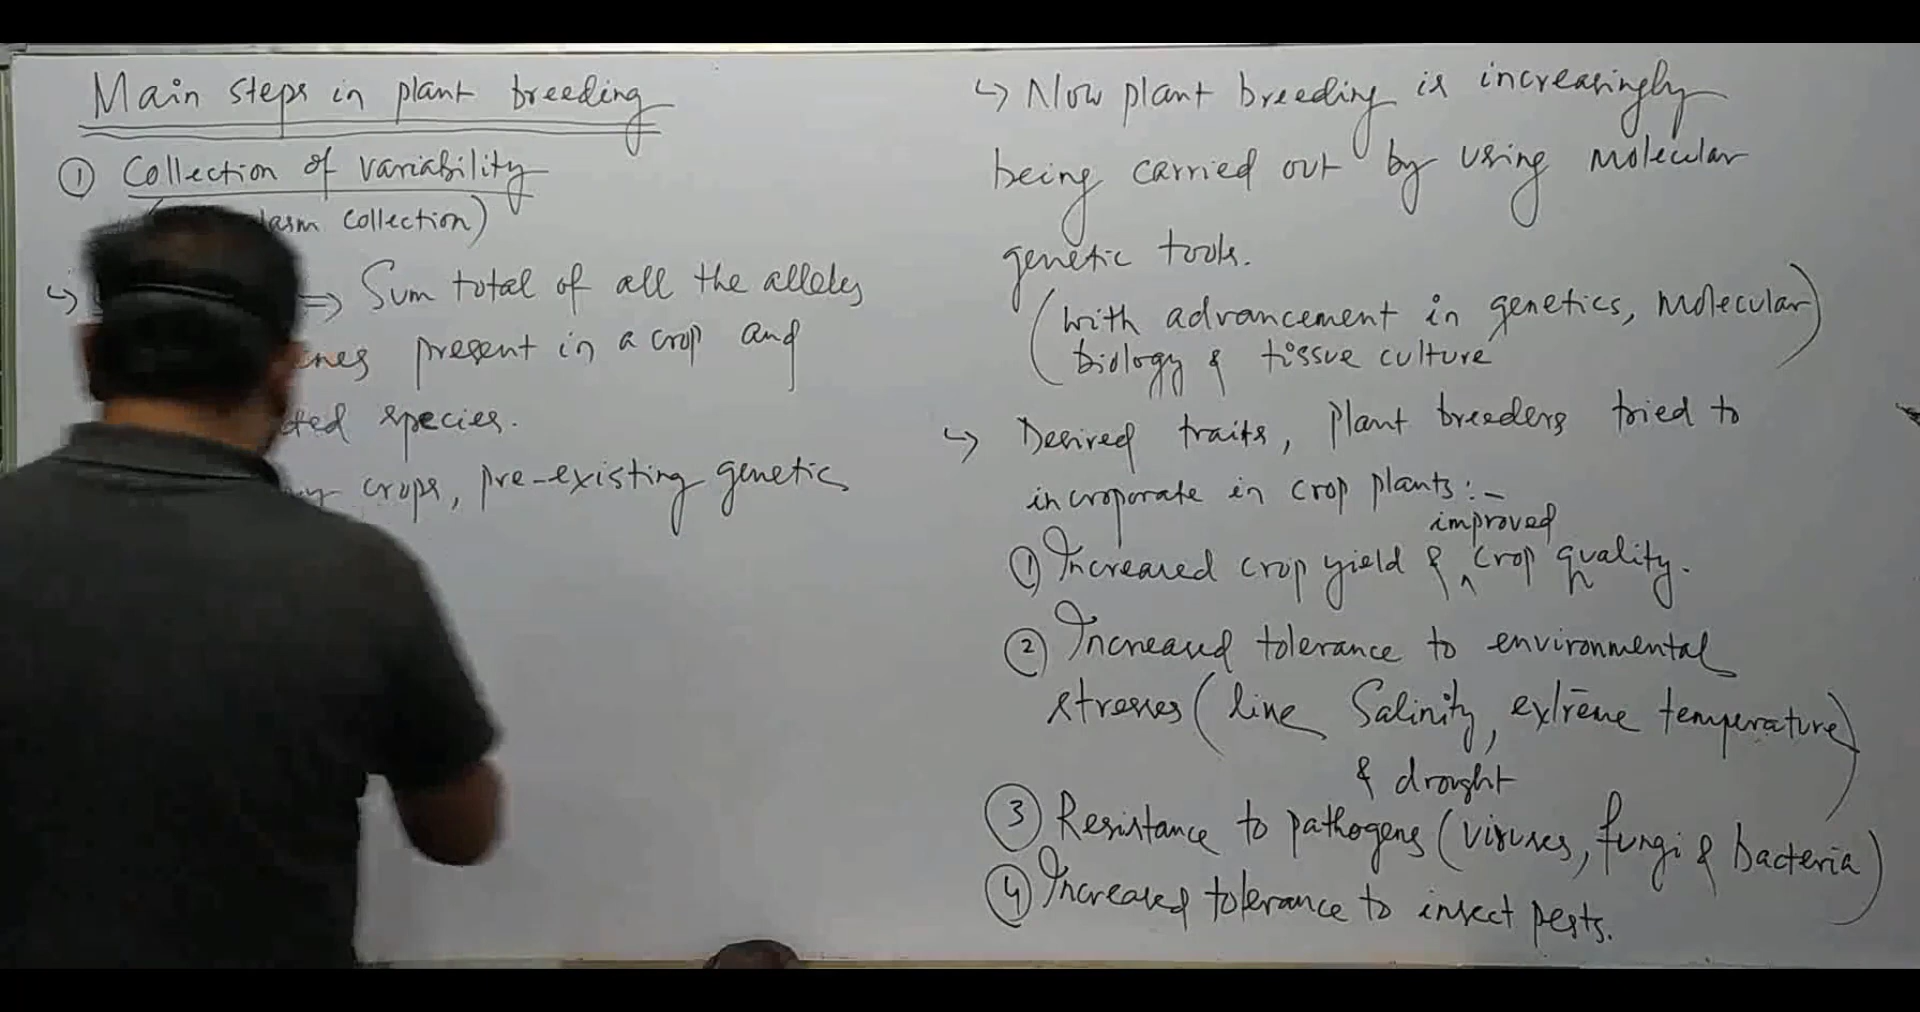 Main steps in plant breeding
① Collection of variability
collection)
↳ ⇒ Sum total of all the alleles
present in a crop and
species.
crops, pre-existing genetic
↳ Now plant breeding is increasingly
being carried out by using molecular
genetic tools.
(with advancement in genetics, molecular
biology & tissue culture)
↳ Desired traits, plant breeders tried to
incroporate in crop plants:-
improved
① Increased crop yield & ^ crop quality.
② Increased tolerance to environmental
stresses (like Salinity, extreme temperature)
& drought
③ Resistance to pathogens (viruses, fungi & bacteria)
④ Increased tolerance to insect pests.